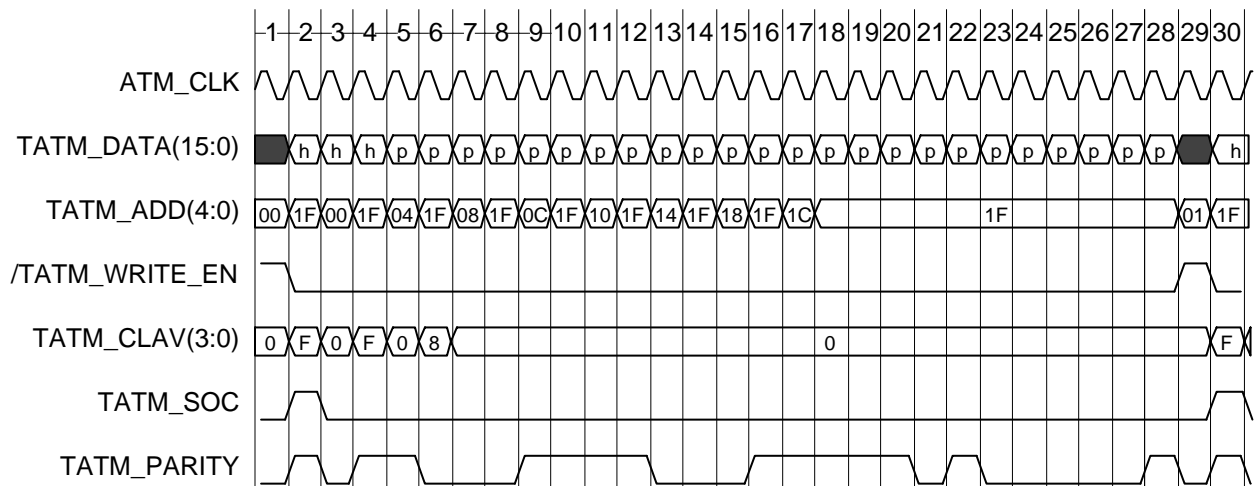 1 2 3 4 5 6 7 8 9 10 11 12 13 14 15 16 17 18 19 20 21 22 23 24 25 26 27 28 29 30
ATM_CLK
TATM_DATA(15:0) h h h p p p p p p p p p p p p p p p p p p p p p p p p h
TATM_ADD(4:0) 00 1F 00 1F 04 1F 08 1F 0C 1F 10 1F 14 1F 18 1F 1C 1F 01 1F
/TATM_WRITE_EN
TATM_CLAV(3:0) 0 F 0 F 0 8 0 F
TATM_SOC
TATM_PARITY